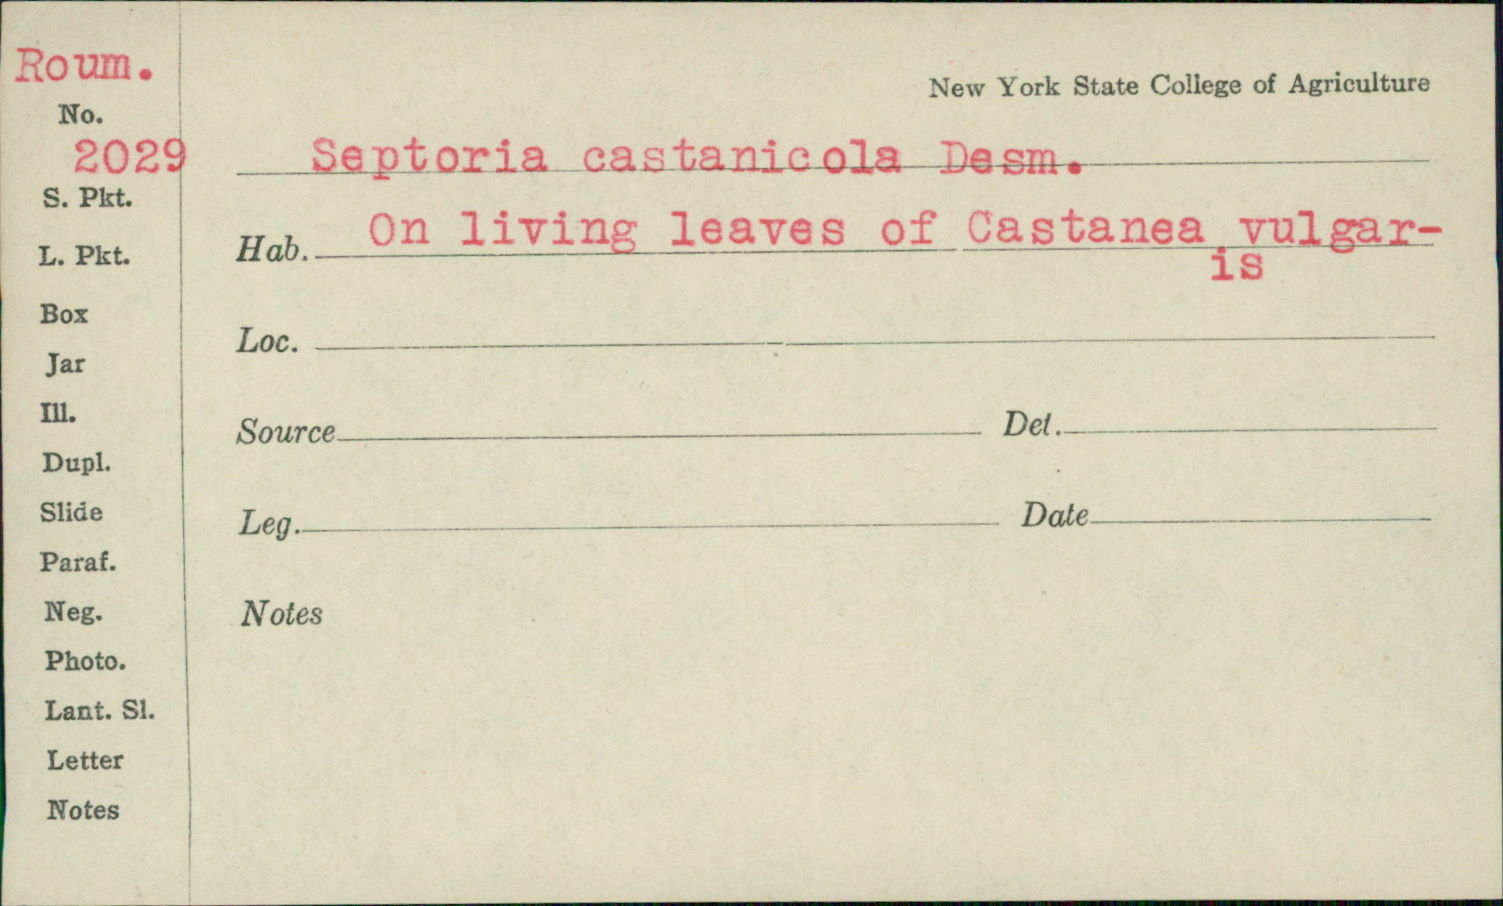 Roum.
New York State College of Agriculture
No.
2029
Septoria castanicola Desm.
S. Pkt.
Hab. On living leaves of Castanea vulgar-
is
L. Pkt.
Box
Loc.
Jar
Ill.
Source Det.
Dupl.
Slide
Leg. Date
Paraf.
Neg.
Notes
Photo.
Lant. Sl.
Letter
Notes